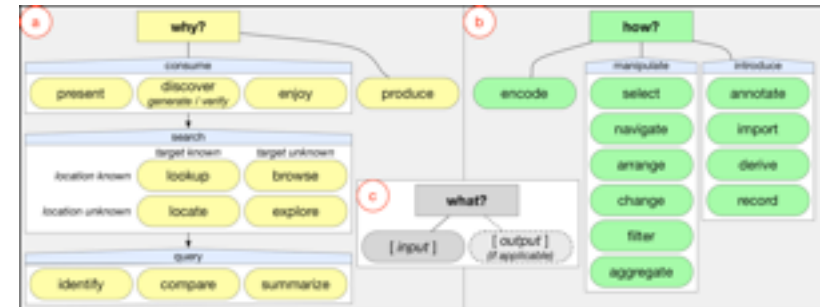 a
why?
consume
present
discover
generate / verify
enjoy
produce
search
target known
target unknown
location known
lookup
browse
location unknown
locate
explore
query
identify
compare
summarize
b
how?
encode
manipulate
select
navigate
arrange
change
filter
aggregate
introduce
annotate
import
derive
record
c
what?
[ input ]
[ output ]
(if applicable)